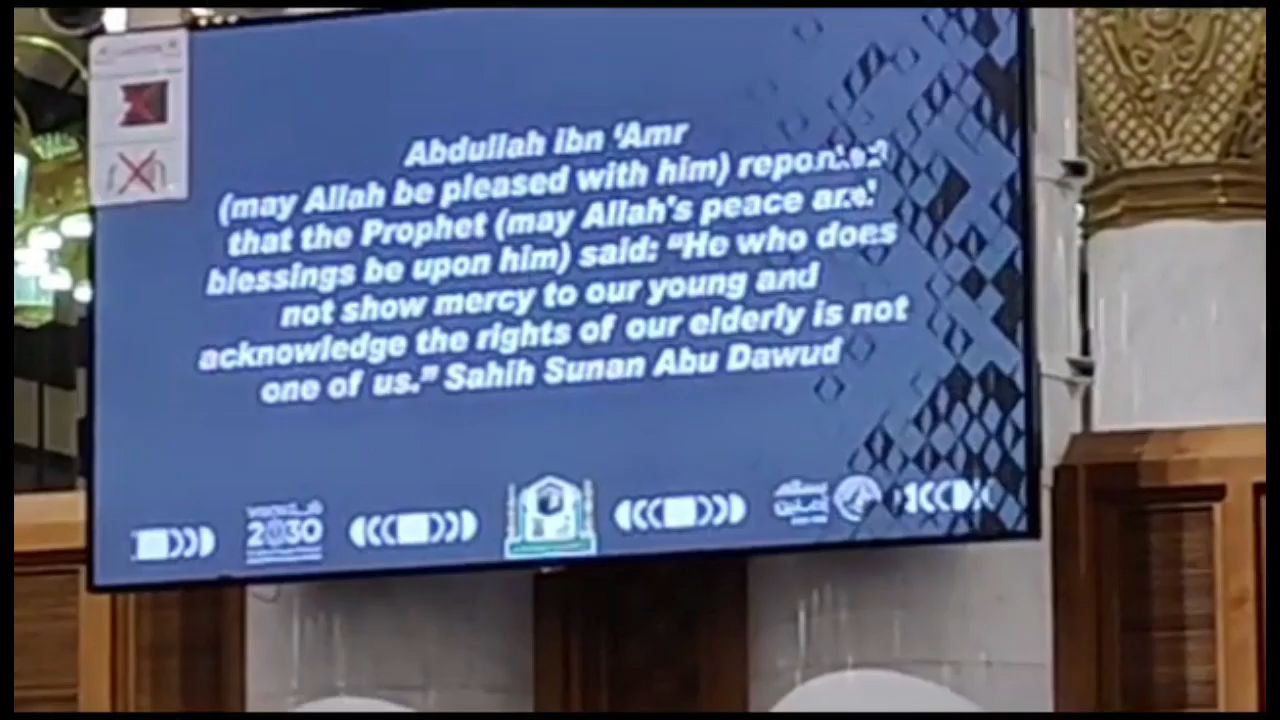 Abdullah ibn ‘Amr
(may Allah be pleased with him) reported
that the Prophet (may Allah's peace and
blessings be upon him) said: “He who does
not show mercy to our young and
acknowledge the rights of our elderly is not
one of us.” Sahih Sunan Abu Dawud
2030